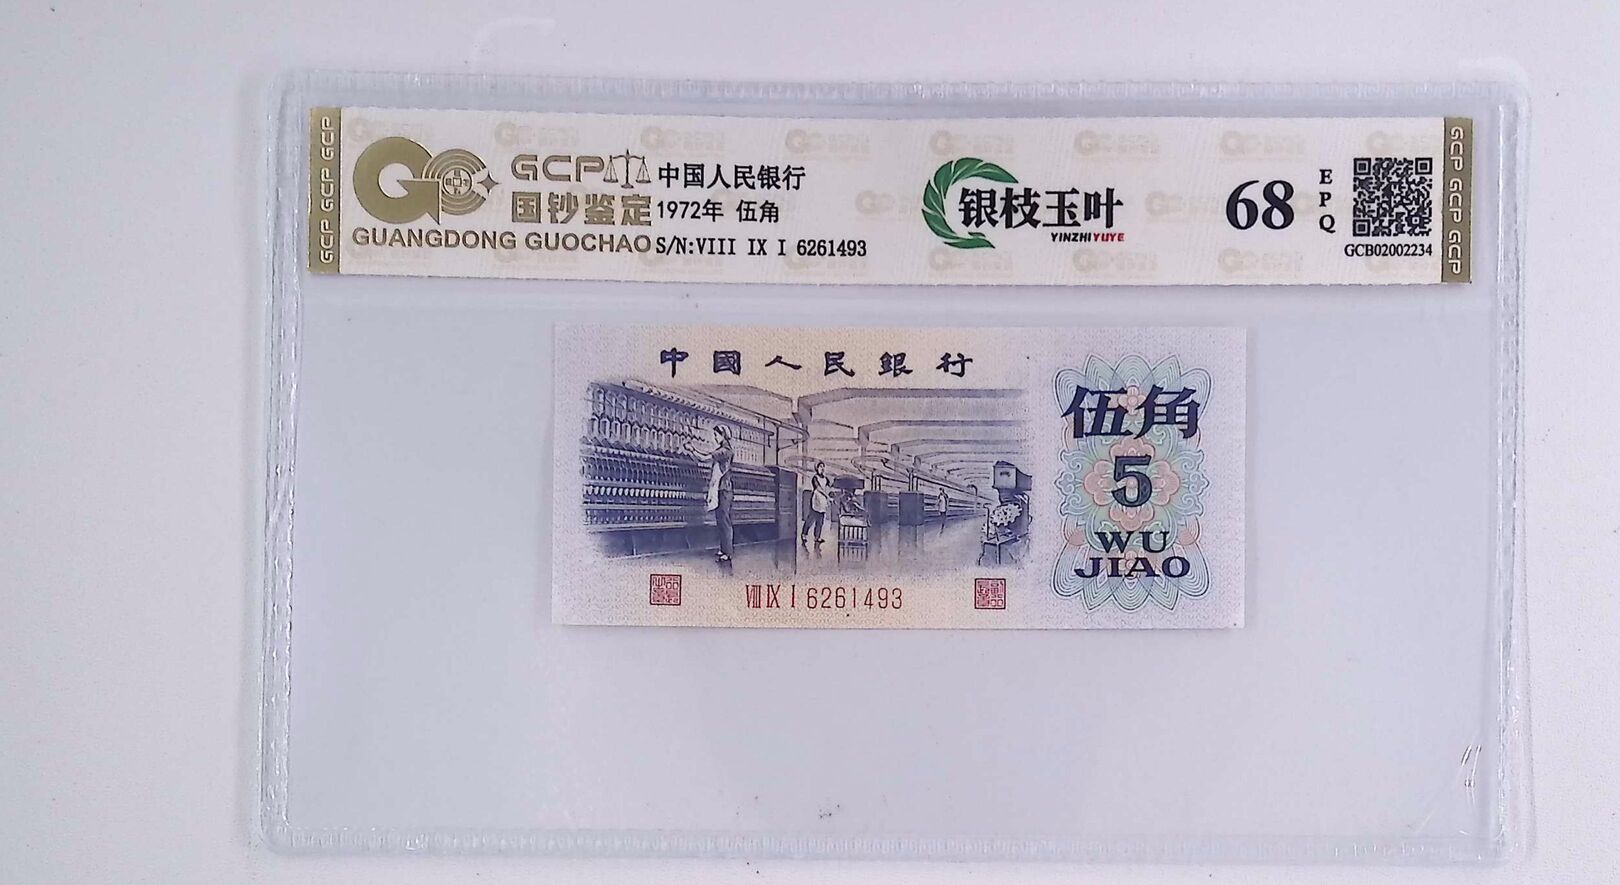 GCP GCP GCP
GCP
国钞鉴定
GUANGDONG GUOCHAO
中国人民银行
1972年 伍角
S/N:VIII IX I 6261493
银枝玉叶
YINZHIYUYE
68
EPQ
GCB02002234
GCP GCP GCP
中國人民銀行
伍角
5
WU
JIAO
VIII IX I 6261493